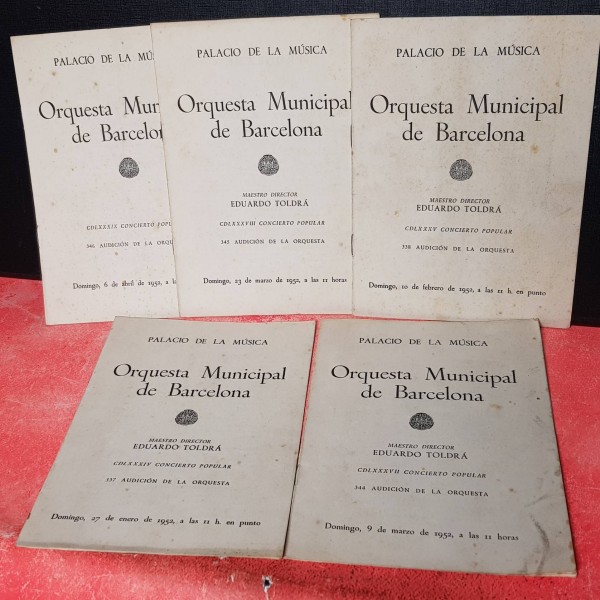 PALACIO DE LA MÚS
Orquesta Mun
de Barcelon
CDLXXXIX CONCIERTO POPUL
346 AUDICIÓN DE LA ORQU
Domingo, 6 de abril de 1952, a l
PALACIO DE LA MÚSICA
Orquesta Municipal
de Barcelona
MAESTRO DIRECTOR
EDUARDO TOLDRÁ
CDLXXXVIII CONCIERTO POPULAR
345 AUDICIÓN DE LA ORQUESTA
Domingo, 23 de marzo de 1952, a las 11 horas
PALACIO DE LA MÚSICA
Orquesta Municipal
de Barcelona
MAESTRO DIRECTOR
EDUARDO TOLDRÁ
CDLXXXV CONCIERTO POPULAR
338 AUDICIÓN DE LA ORQUESTA
Domingo, 10 de febrero de 1952, a las 11 h. en punto
PALACIO DE LA MÚSICA
Orquesta Municipal
de Barcelona
MAESTRO DIRECTOR
EDUARDO TOLDRÁ
CDLXXXIV CONCIERTO POPULAR
337 AUDICIÓN DE LA ORQUESTA
Domingo, 27 de enero de 1952, a las 11 h. en punto
PALACIO DE LA MÚSICA
Orquesta Municipal
de Barcelona
MAESTRO DIRECTOR
EDUARDO TOLDRÁ
CDLXXXVII CONCIERTO POPULAR
344 AUDICIÓN DE LA ORQUESTA
Domingo, 9 de marzo de 1952, a las 11 horas